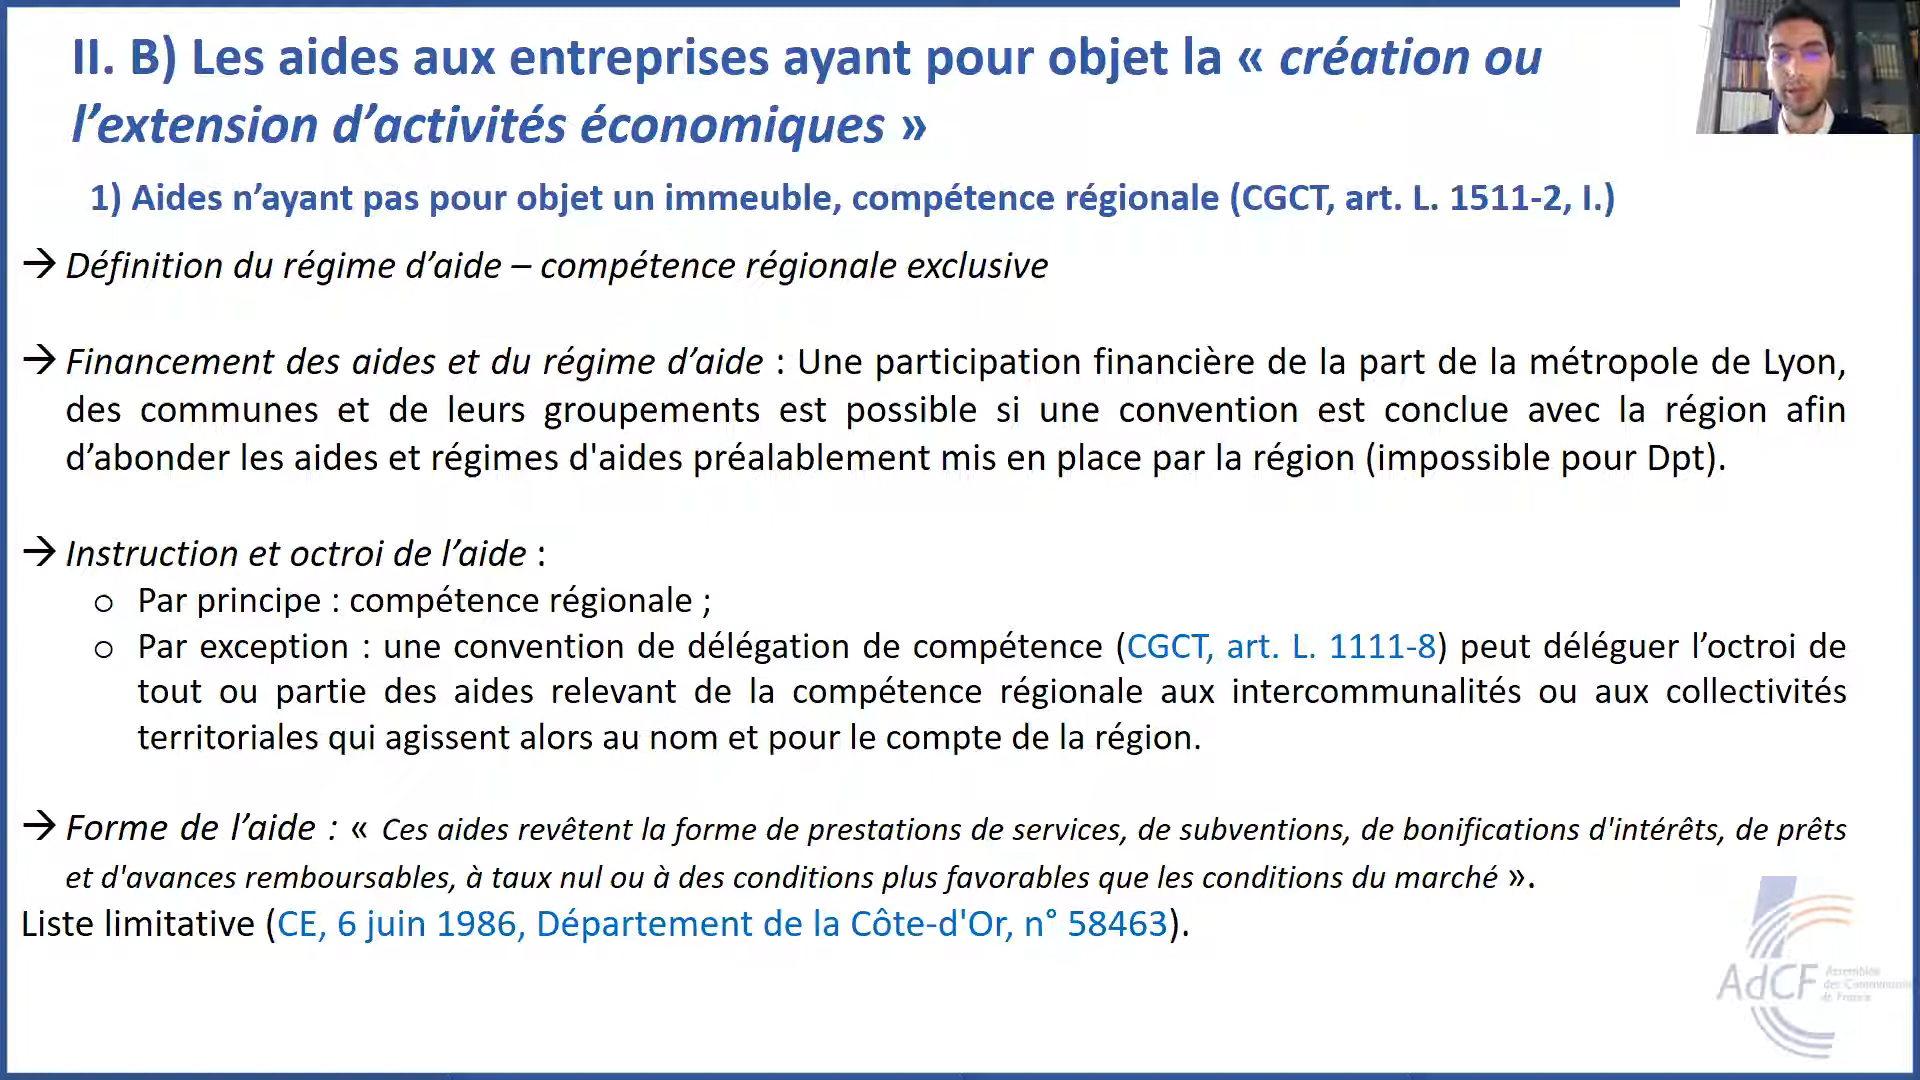 II. B) Les aides aux entreprises ayant pour objet la « création ou
l’extension d’activités économiques »
1) Aides n’ayant pas pour objet un immeuble, compétence régionale (CGCT, art. L. 1511-2, I.)
→ Définition du régime d’aide – compétence régionale exclusive
→ Financement des aides et du régime d’aide : Une participation financière de la part de la métropole de Lyon,
des communes et de leurs groupements est possible si une convention est conclue avec la région afin
d’abonder les aides et régimes d'aides préalablement mis en place par la région (impossible pour Dpt).
→ Instruction et octroi de l’aide :
o Par principe : compétence régionale ;
o Par exception : une convention de délégation de compétence (CGCT, art. L. 1111-8) peut déléguer l’octroi de
tout ou partie des aides relevant de la compétence régionale aux intercommunalités ou aux collectivités
territoriales qui agissent alors au nom et pour le compte de la région.
→ Forme de l’aide : « Ces aides revêtent la forme de prestations de services, de subventions, de bonifications d'intérêts, de prêts
et d'avances remboursables, à taux nul ou à des conditions plus favorables que les conditions du marché ».
Liste limitative (CE, 6 juin 1986, Département de la Côte-d'Or, n° 58463).
AdCF
Assemblée
des Communautés
de France